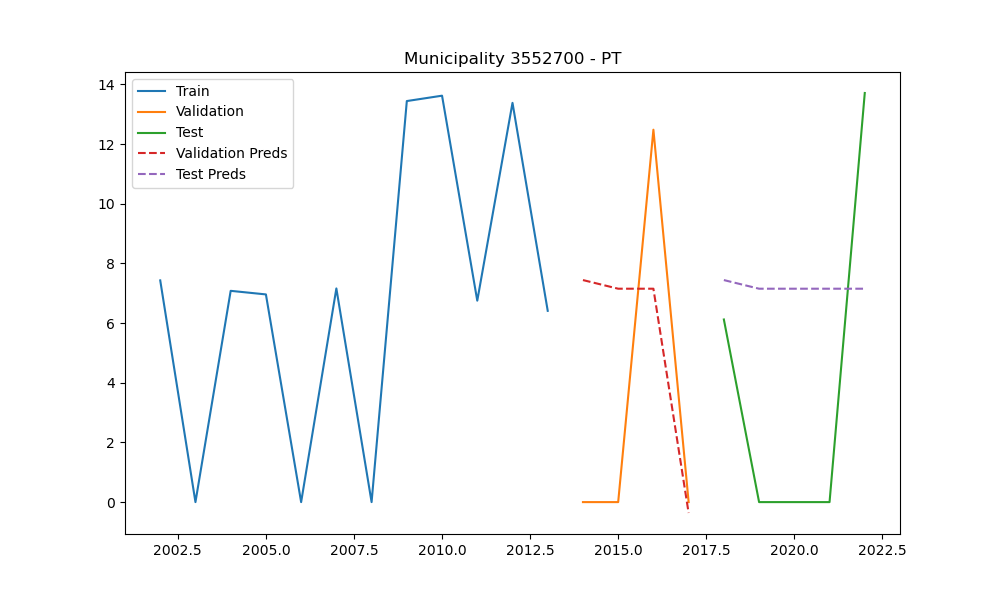 Municipality 3552700 - PT
Train
Validation
Test
Validation Preds
Test Preds
14
12
10
8
6
4
2
0
2002.5 2005.0 2007.5 2010.0 2012.5 2015.0 2017.5 2020.0 2022.5